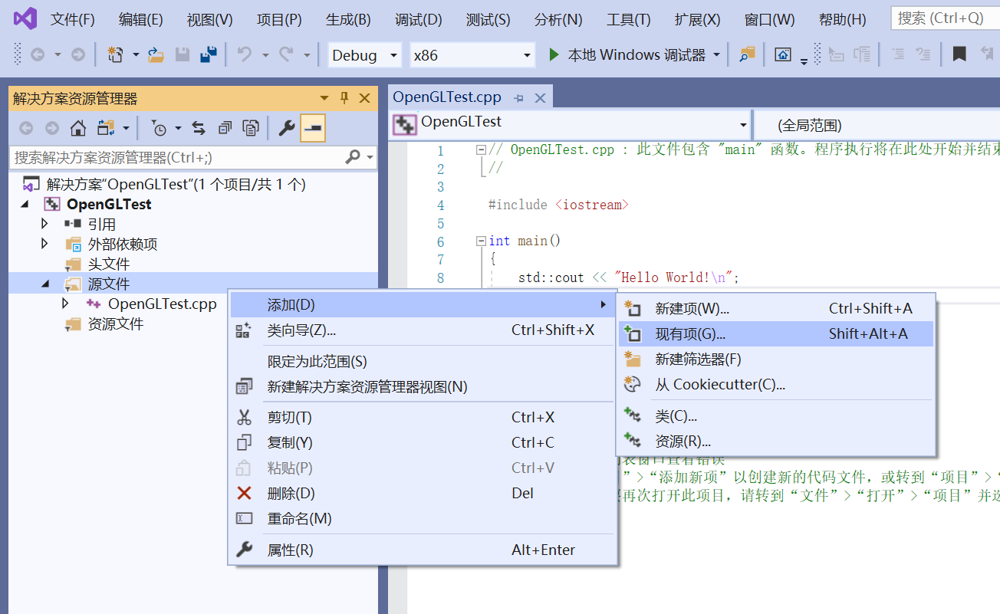 文件(F) 编辑(E) 视图(V) 项目(P) 生成(B) 调试(D) 测试(S) 分析(N) 工具(T) 扩展(X) 窗口(W) 帮助(H) 搜索 (Ctrl+Q)
Debug x86 本地 Windows 调试器
解决方案资源管理器
搜索解决方案资源管理器(Ctrl+;)
解决方案"OpenGLTest"(1 个项目/共 1 个)
OpenGLTest
引用
外部依赖项
头文件
源文件
OpenGLTest.cpp
资源文件
OpenGLTest.cpp
OpenGLTest (全局范围)
1 // OpenGLTest.cpp : 此文件包含 "main" 函数。程序执行将在此处开始并结束
2 //
3
4 #include <iostream>
5
6 int main()
7 {
8 std::cout << "Hello World!\n";
添加(D)
类向导(Z)... Ctrl+Shift+X
限定为此范围(S)
新建解决方案资源管理器视图(N)
剪切(T) Ctrl+X
复制(Y) Ctrl+C
粘贴(P) Ctrl+V
删除(D) Del
重命名(M)
属性(R) Alt+Enter
新建项(W)... Ctrl+Shift+A
现有项(G)... Shift+Alt+A
新建筛选器(F)
从 Cookiecutter(C)...
类(C)...
资源(R)...
表窗口查看错误
”>“添加新项”以创建新的代码文件，或转到“项目”>“
再次打开此项目，请转到“文件”>“打开”>“项目”并选